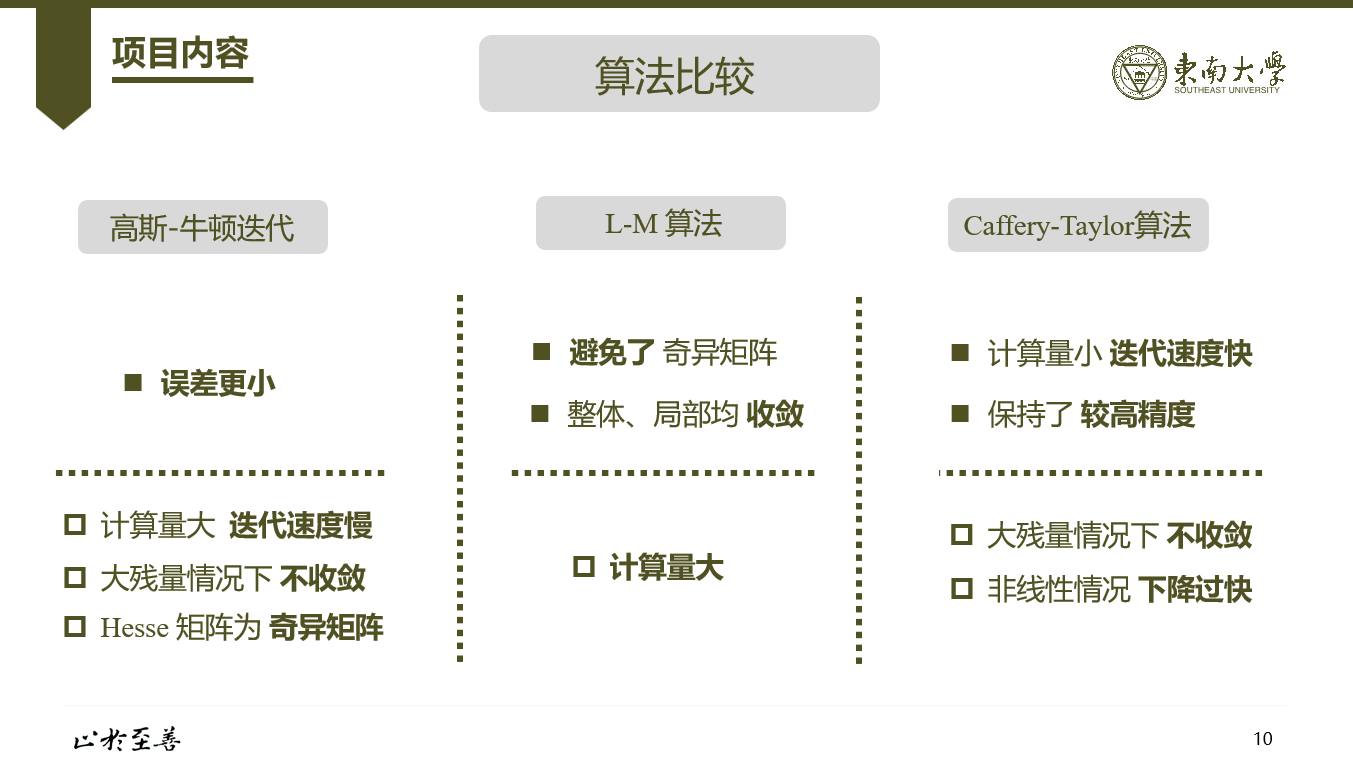 项目内容
算法比较
東南大學
SOUTHEAST UNIVERSITY
高斯-牛顿迭代
误差更小
计算量大 迭代速度慢
大残量情况下 不收敛
Hesse 矩阵为 奇异矩阵
L-M 算法
避免了 奇异矩阵
整体、局部均 收敛
计算量大
Caffery-Taylor算法
计算量小 迭代速度快
保持了 较高精度
大残量情况下 不收敛
非线性情况 下降过快
止於至善
10